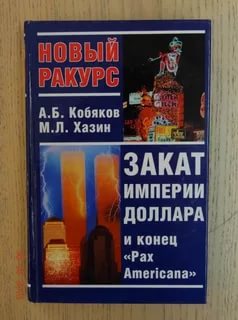 НОВЫЙ
РАКУРС
А.Б. Кобяков
М.Л. Хазин
ЗАКАТ
ИМПЕРИИ
ДОЛЛАРА
и конец
«Pax
Americana»